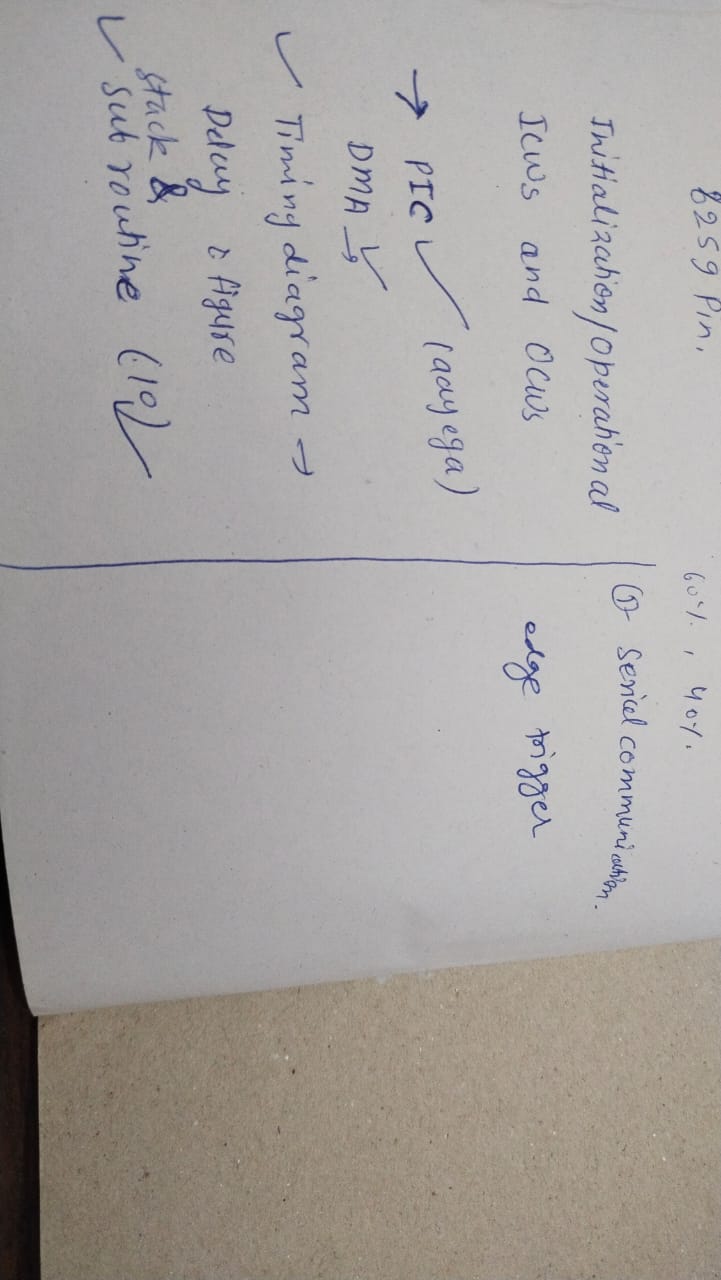 8259 Pin.
Initialization/operational
ICWs and OCWs
→ PIC ✓ (aayega)
DMA ✓→
✓ Timing diagram →
Delay & figure
stack &
✓ sub routine (10) ✓
60%. , 40%.
① Serial communication.
edge trigger